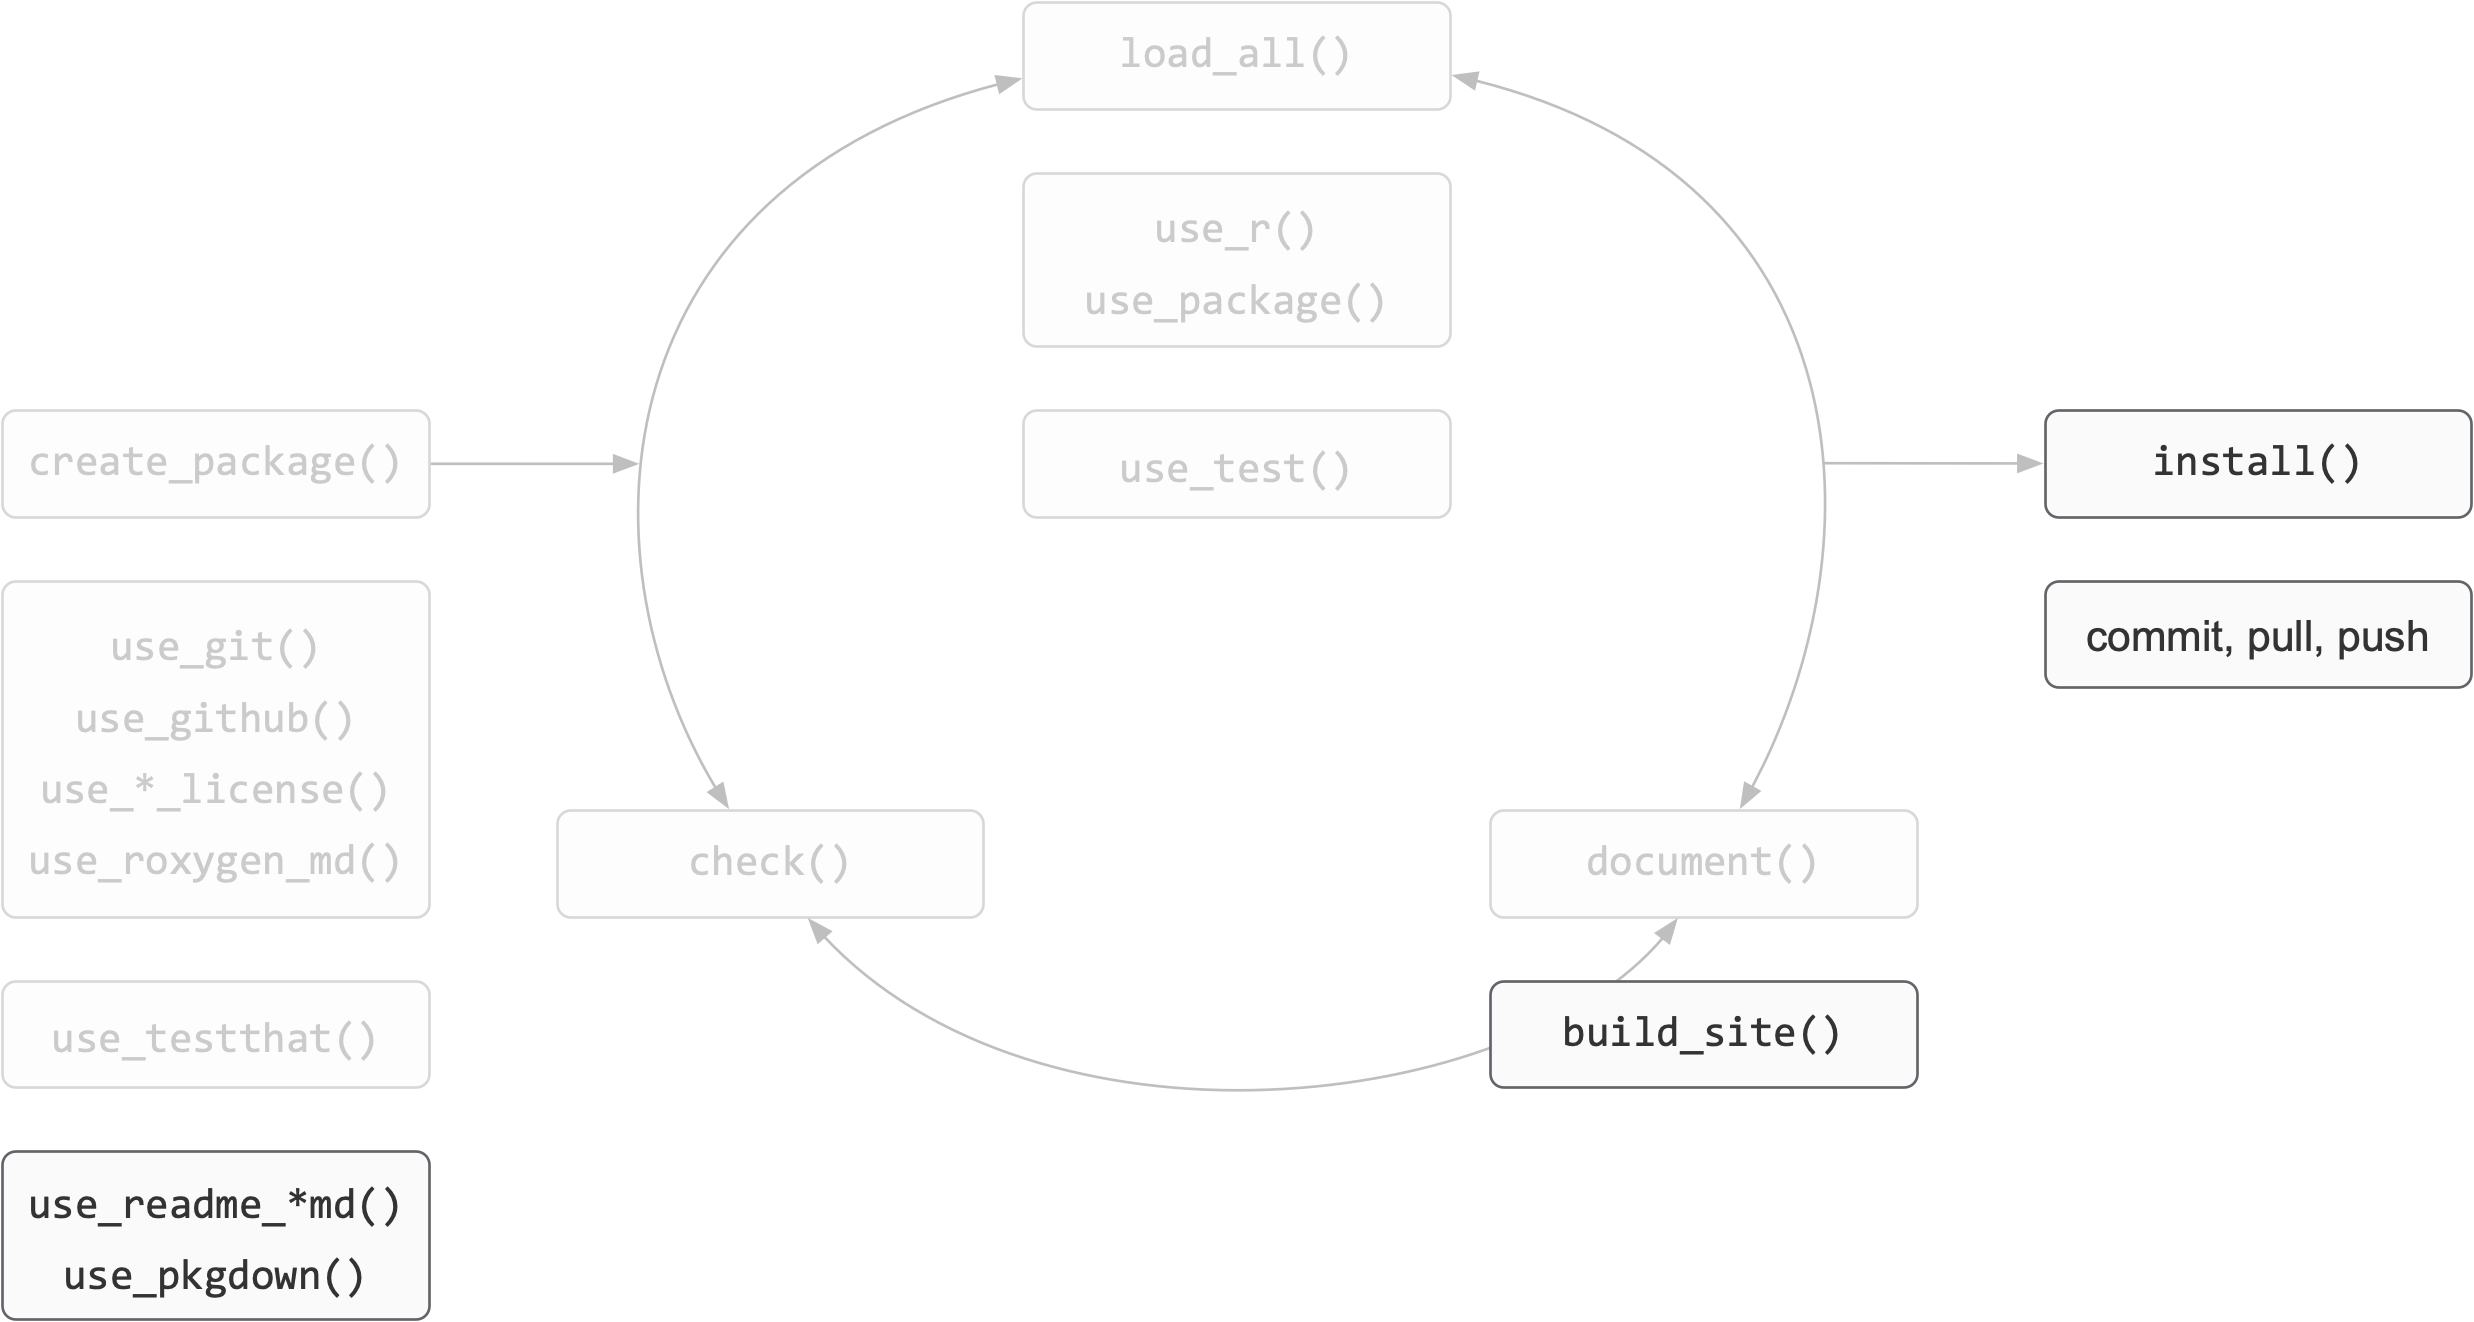 load_all()
use_r()
use_package()
use_test()
create_package()
use_git()
use_github()
use_*_license()
use_roxygen_md()
use_testthat()
use_readme_*md()
use_pkgdown()
check()
document()
build_site()
install()
commit, pull, push